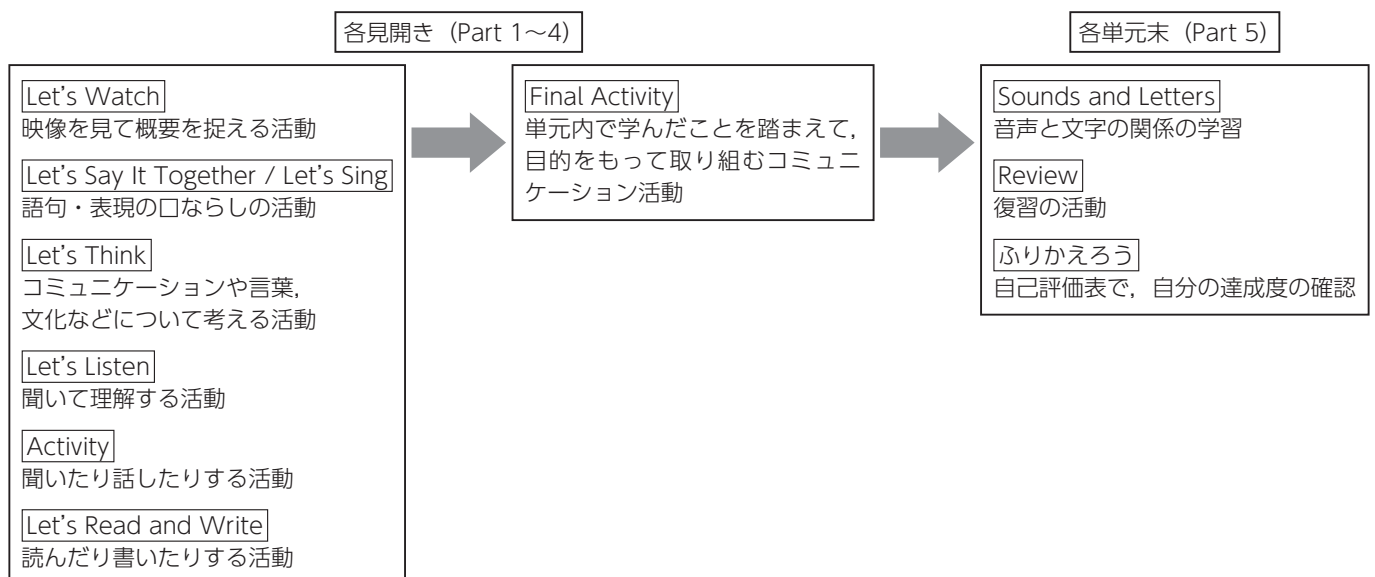 各見開き（Part 1〜4）
Let's Watch
映像を見て概要を捉える活動
Let's Say It Together / Let's Sing
語句・表現の口ならしの活動
Let's Think
コミュニケーションや言葉，
文化などについて考える活動
Let's Listen
聞いて理解する活動
Activity
聞いたり話したりする活動
Let's Read and Write
読んだり書いたりする活動
Final Activity
単元内で学んだことを踏まえて，
目的をもって取り組むコミュニ
ケーション活動
各単元末（Part 5）
Sounds and Letters
音声と文字の関係の学習
Review
復習の活動
ふりかえろう
自己評価表で，自分の達成度の確認